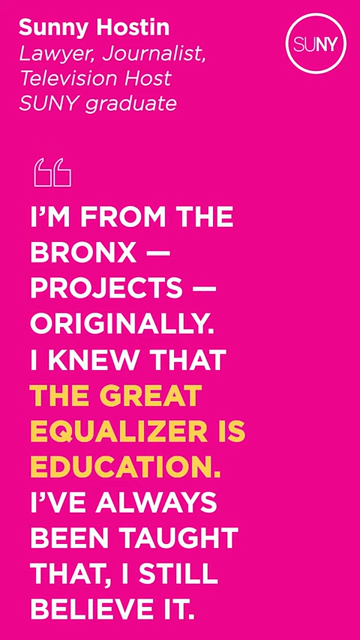 Sunny Hostin
Lawyer, Journalist,
Television Host
SUNY graduate
SUNY
“
I’M FROM THE
BRONX —
PROJECTS —
ORIGINALLY.
I KNEW THAT
THE GREAT
EQUALIZER IS
EDUCATION.
I’VE ALWAYS
BEEN TAUGHT
THAT, I STILL
BELIEVE IT.